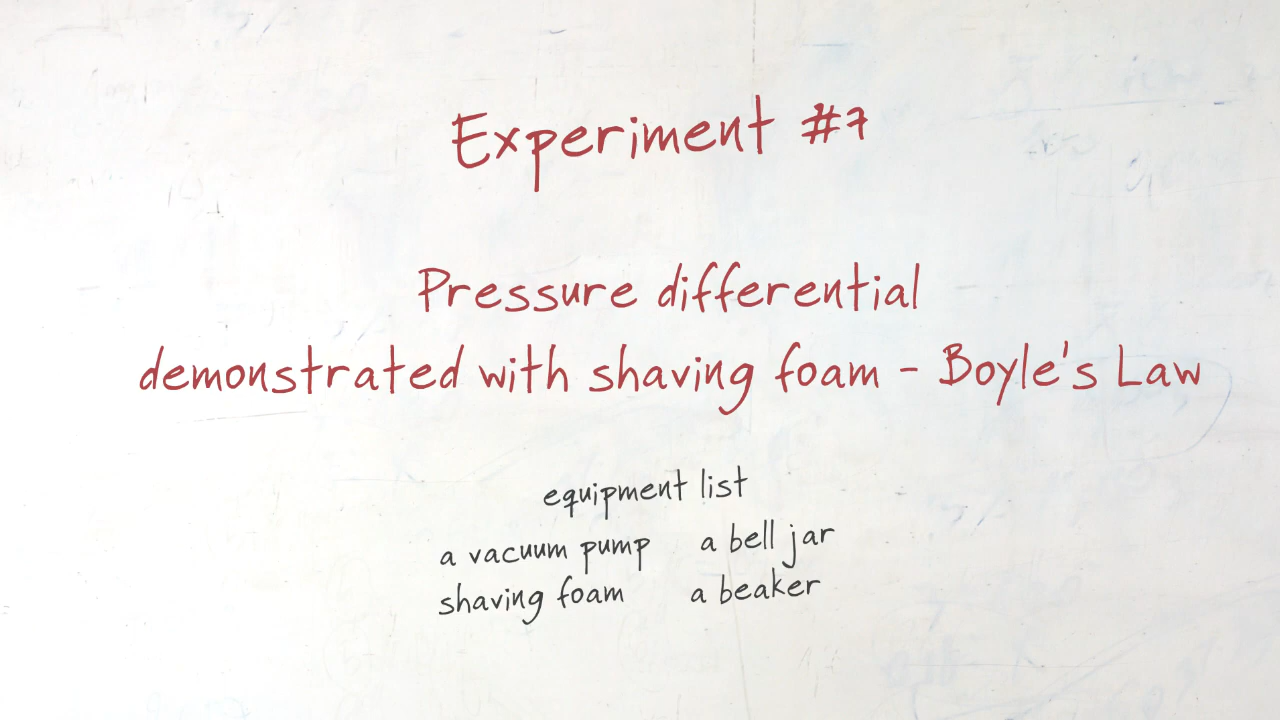 Experiment #7
Pressure differential
demonstrated with shaving foam - Boyle's Law
equipment list
a vacuum pump a bell jar
shaving foam a beaker